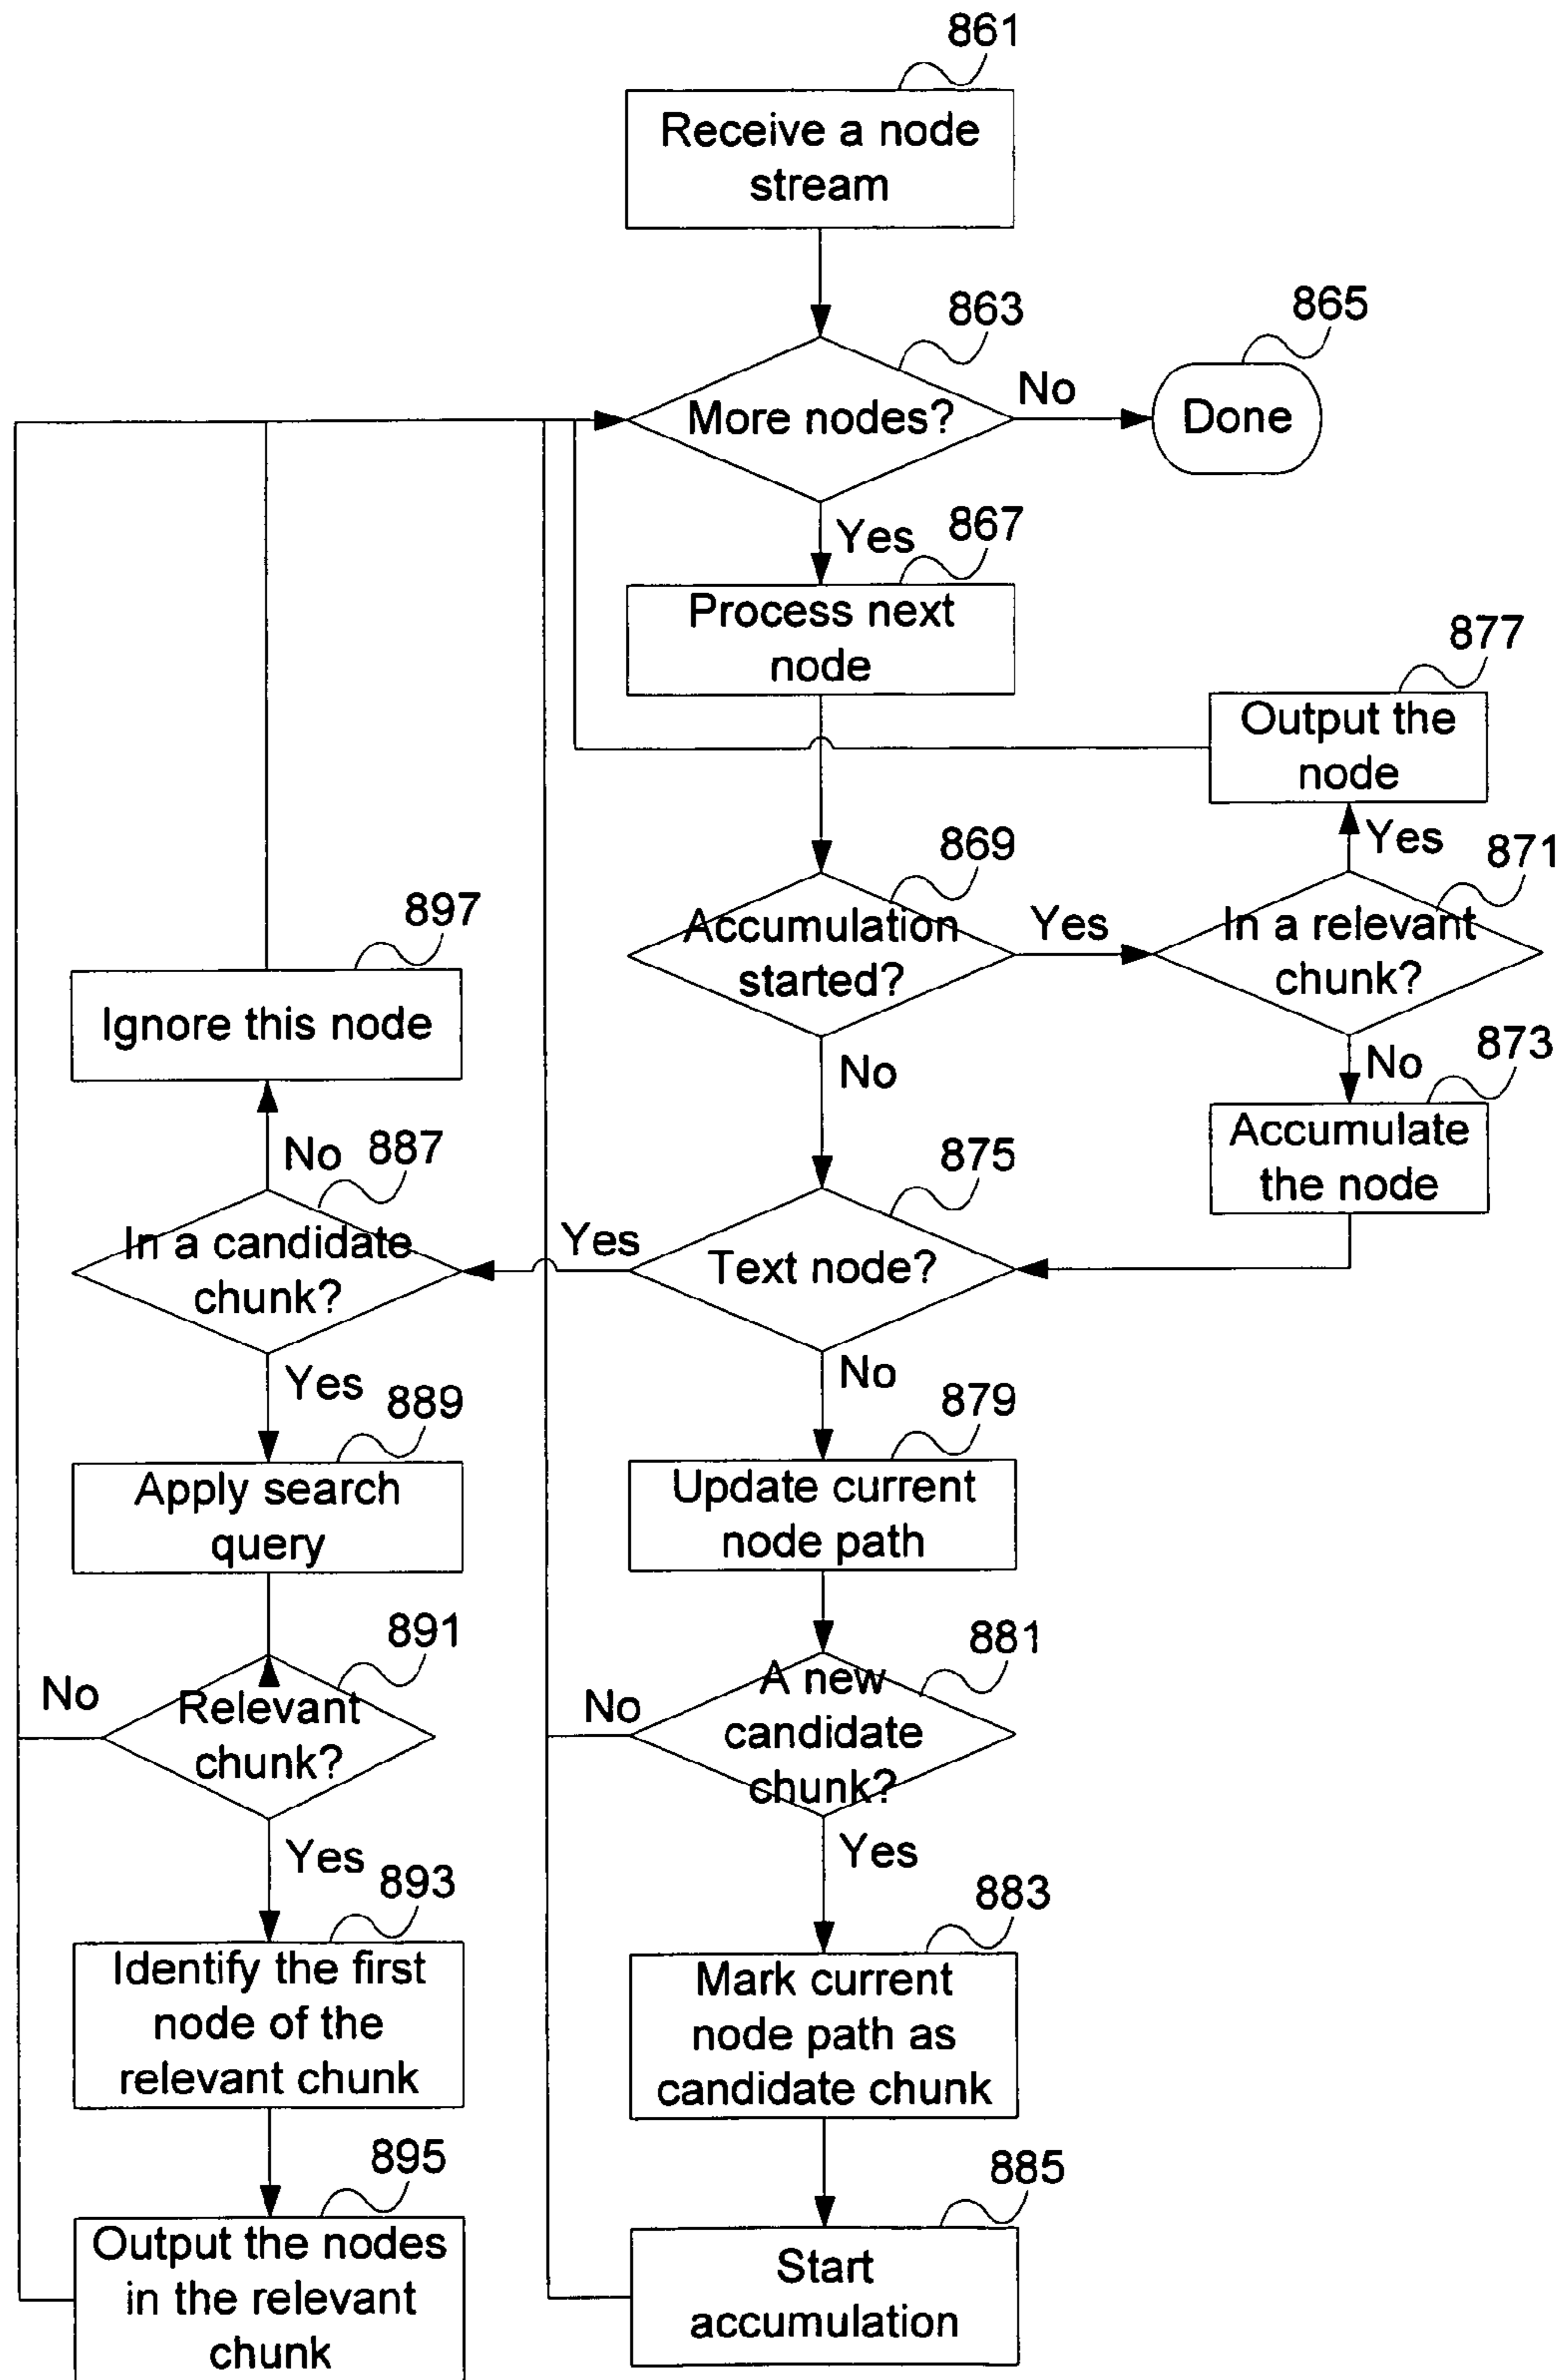 861
Receive a node
stream
863
865
More nodes?
No
Done
Yes
867
Process next
node
877
Output the
node
Yes
869
871
Accumulation
started?
Yes
In a relevant
chunk?
897
Ignore this node
No
No
873
Accumulate
the node
No
887
875
In a candidate
chunk?
Yes
Text node?
Yes
889
No
879
Apply search
query
Update current
node path
891
881
No
Relevant
chunk?
No
A new
candidate
chunk?
Yes
893
Yes
883
Identify the first
node of the
relevant chunk
Mark current
node path as
candidate chunk
895
885
Output the nodes
in the relevant
chunk
Start
accumulation